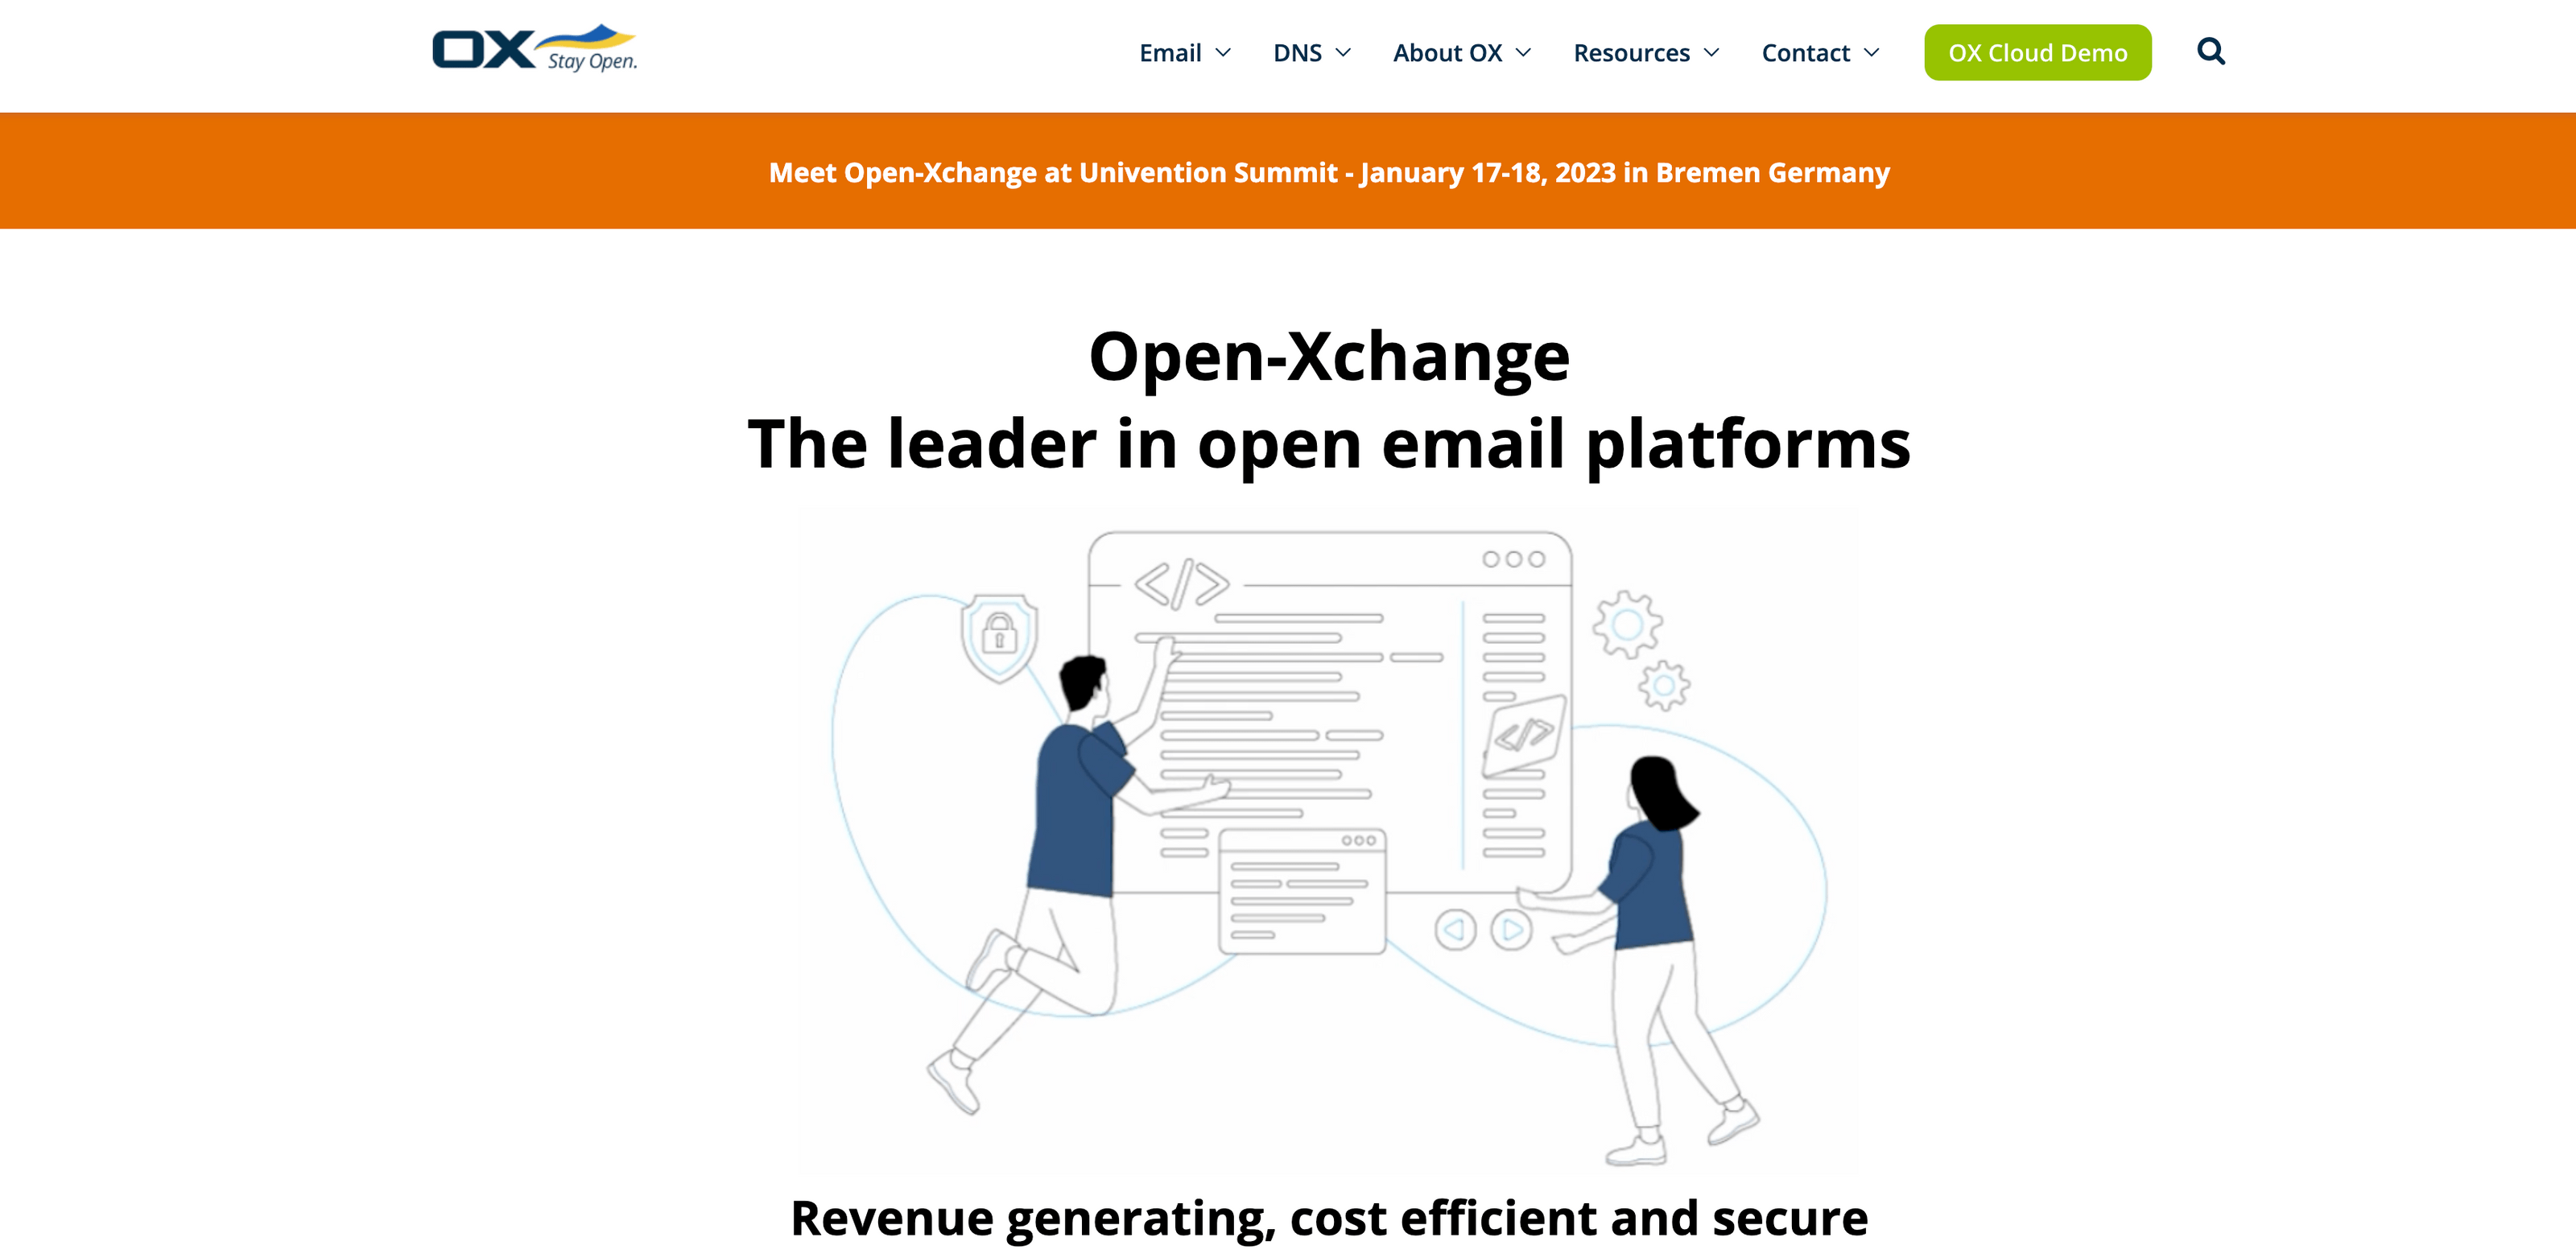 OX Stay Open.
Email DNS About OX Resources Contact OX Cloud Demo
Meet Open-Xchange at Univention Summit - January 17-18, 2023 in Bremen Germany
Open-Xchange
The leader in open email platforms
</>
</>
Revenue generating, cost efficient and secure